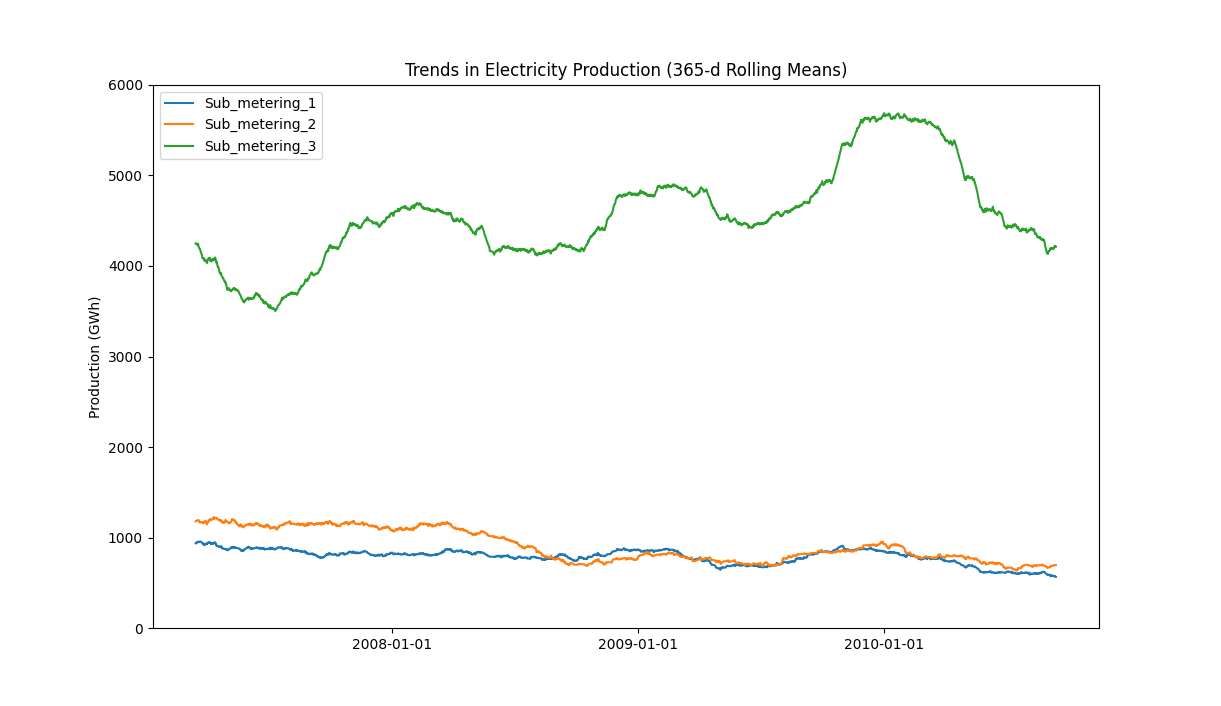 Trends in Electricity Production (365-d Rolling Means)
Sub_metering_1
Sub_metering_2
Sub_metering_3
Production (GWh)
6000
5000
4000
3000
2000
1000
0
2008-01-01
2009-01-01
2010-01-01